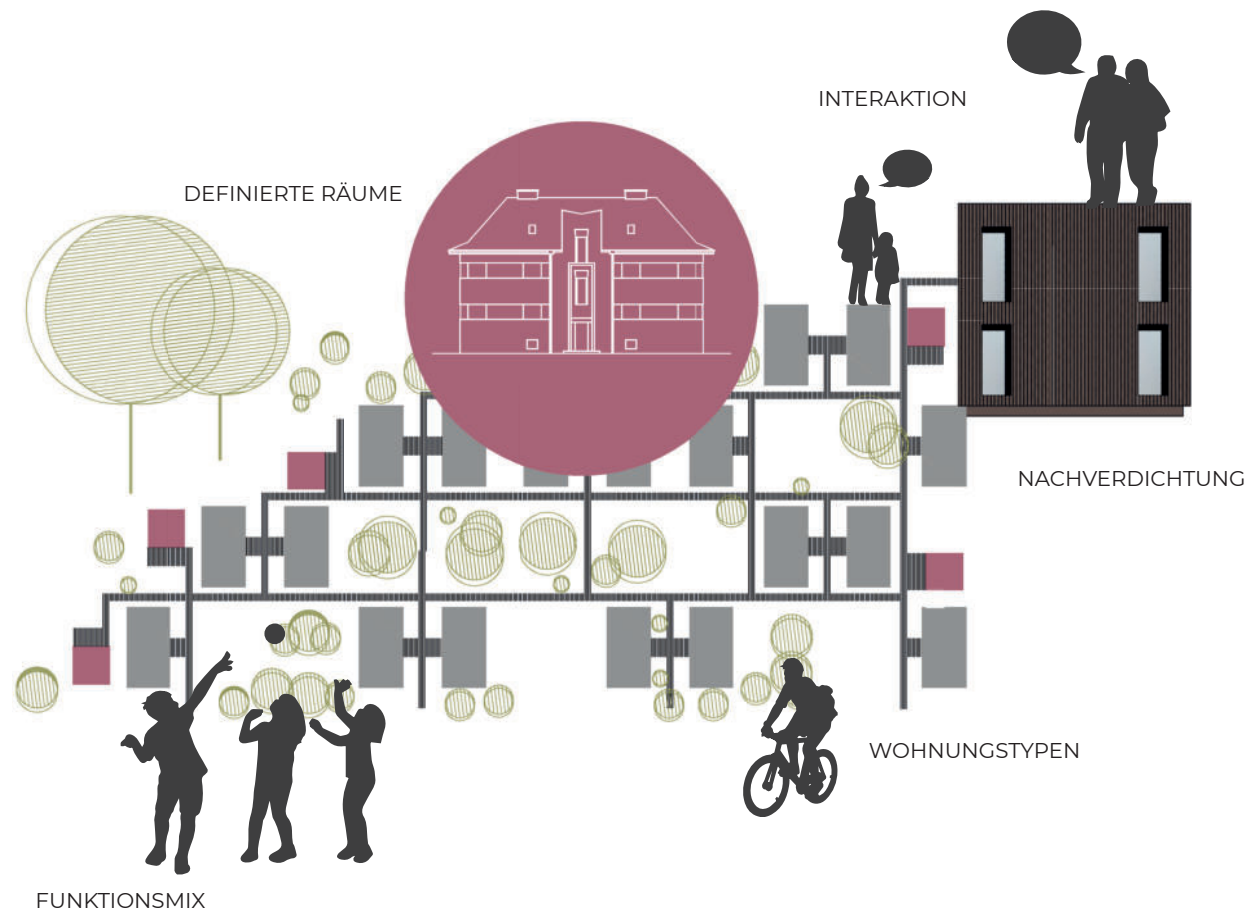 INTERAKTION
DEFINIERTE RÄUME
NACHVERDICHTUNG
WOHNUNGSTYPEN
FUNKTIONSMIX